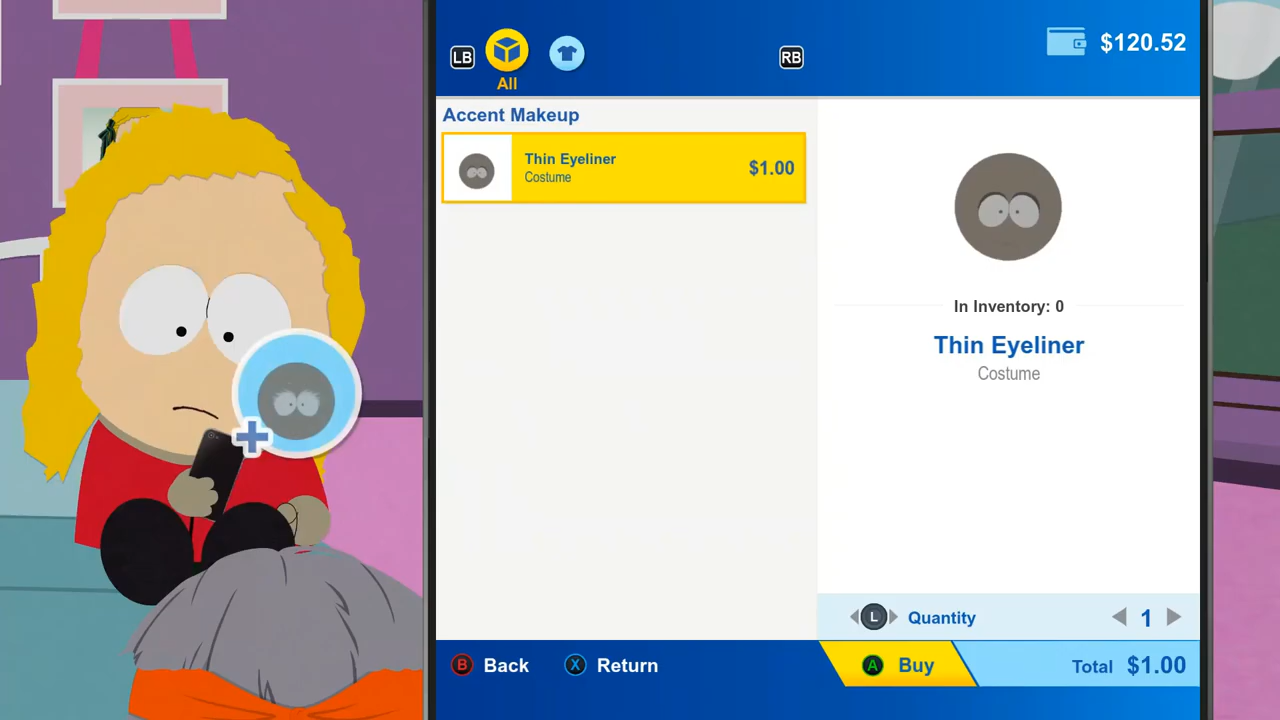 LB
All
RB
$120.52
Accent Makeup
Thin Eyeliner
Costume
$1.00
In Inventory: 0
Thin Eyeliner
Costume
L Quantity 1
B Back X Return
A Buy Total $1.00